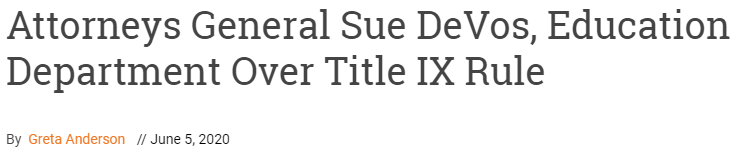 Attorneys General Sue DeVos, Education
Department Over Title IX Rule
By Greta Anderson // June 5, 2020